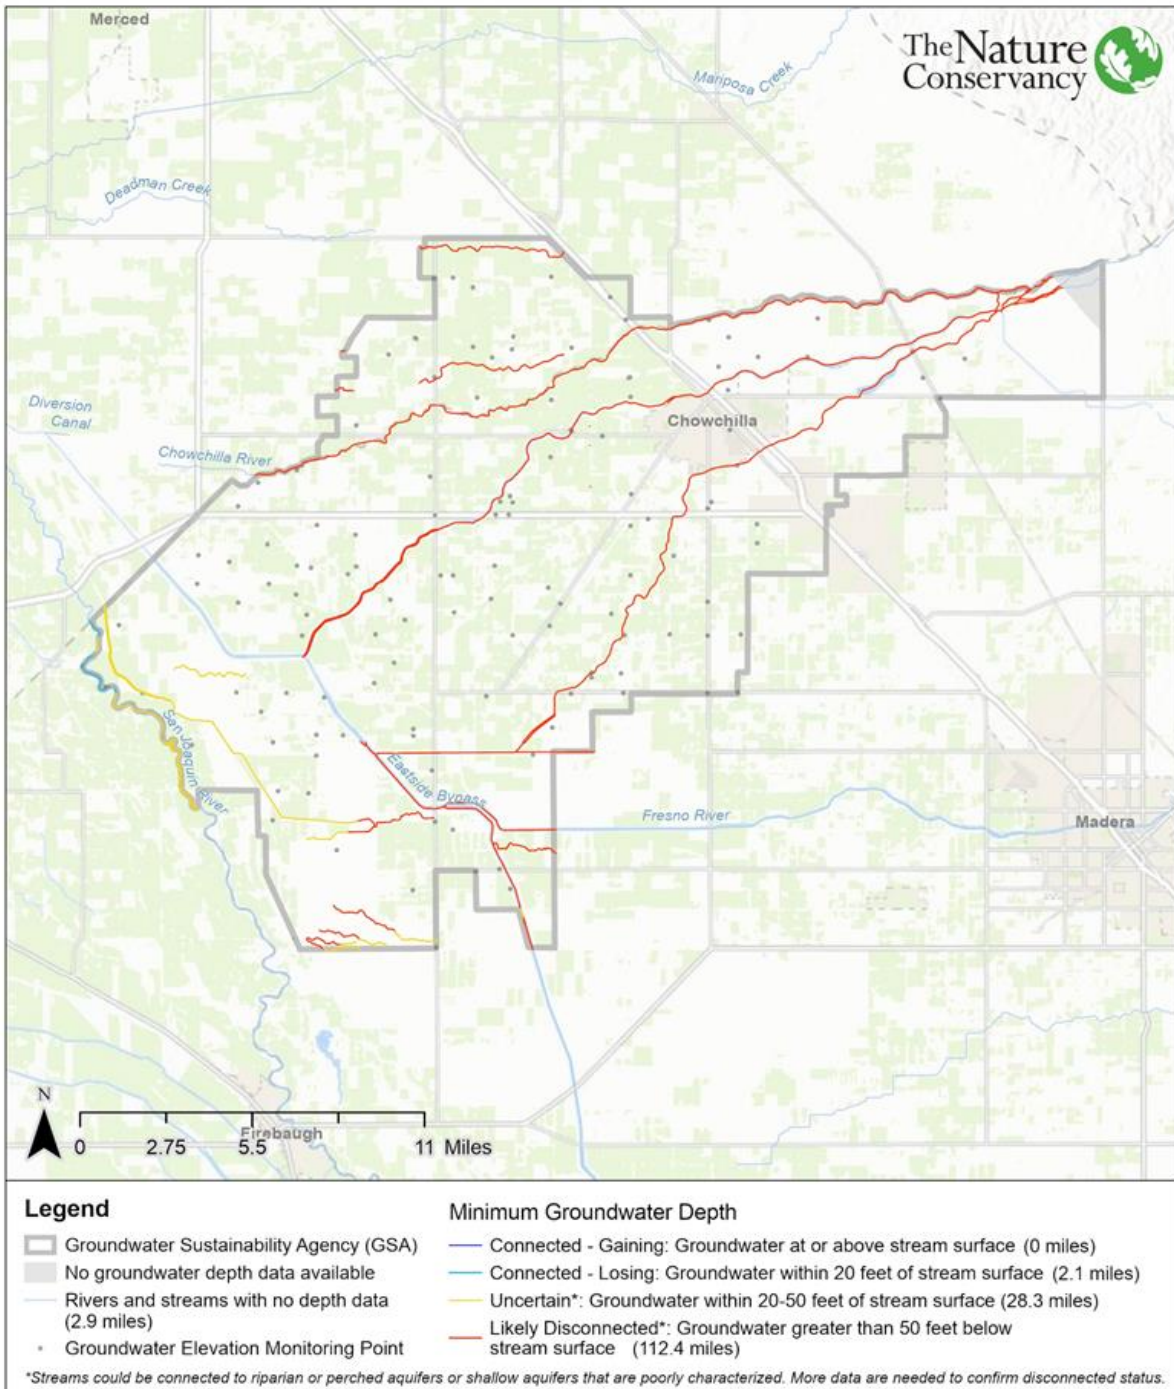 Merced
The Nature
Conservancy
Mariposa Creek
Deadman Creek
Diversion
Canal
Chowchilla
Chowchilla River
San Joaquin River
Eastside Bypass
Fresno River
Madera
N
Firebaugh
0 2.75 5.5 11 Miles
Legend
Groundwater Sustainability Agency (GSA)
No groundwater depth data available
Rivers and streams with no depth data
(2.9 miles)
Groundwater Elevation Monitoring Point
Minimum Groundwater Depth
Connected - Gaining: Groundwater at or above stream surface (0 miles)
Connected - Losing: Groundwater within 20 feet of stream surface (2.1 miles)
Uncertain*: Groundwater within 20-50 feet of stream surface (28.3 miles)
Likely Disconnected*: Groundwater greater than 50 feet below
stream surface (112.4 miles)
*Streams could be connected to riparian or perched aquifers or shallow aquifers that are poorly characterized. More data are needed to confirm disconnected status.